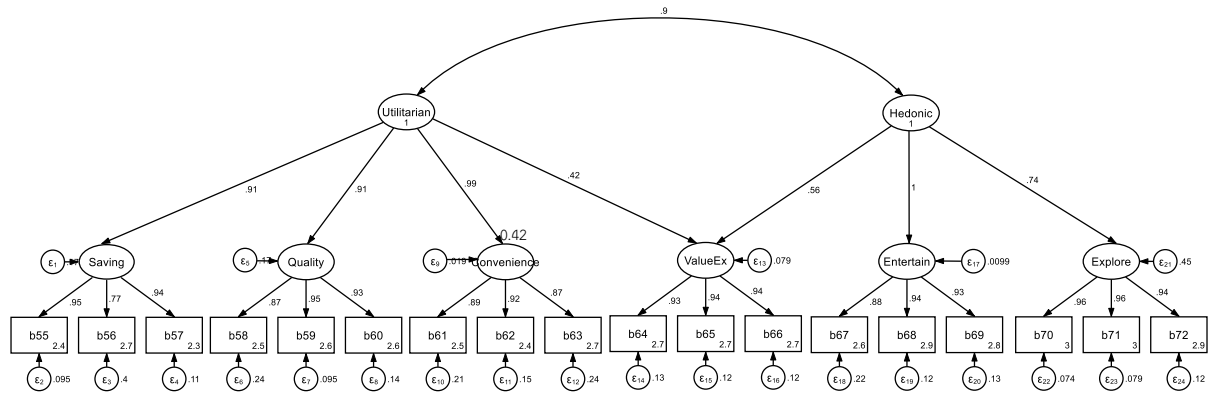 .9
Utilitarian
1
Hedonic
1
.91
.91
.99
.42
.56
1
.74
0.42
ε1
Saving
ε5
Quality
ε9
.019
Convenience
ValueEx
ε13
.079
Entertain
ε17
.0099
Explore
ε21
.45
.95
.77
.94
.87
.95
.93
.89
.92
.87
.93
.94
.94
.88
.94
.93
.96
.96
.94
b55
2.4
b56
2.7
b57
2.3
b58
2.5
b59
2.6
b60
2.6
b61
2.5
b62
2.4
b63
2.7
b64
2.7
b65
2.7
b66
2.7
b67
2.6
b68
2.9
b69
2.8
b70
3
b71
3
b72
2.9
ε2 .095
ε3 .4
ε4 .11
ε6 .24
ε7 .095
ε8 .14
ε10 .21
ε11 .15
ε12 .24
ε14 .13
ε15 .12
ε16 .12
ε18 .22
ε19 .12
ε20 .13
ε22 .074
ε23 .079
ε24 .12